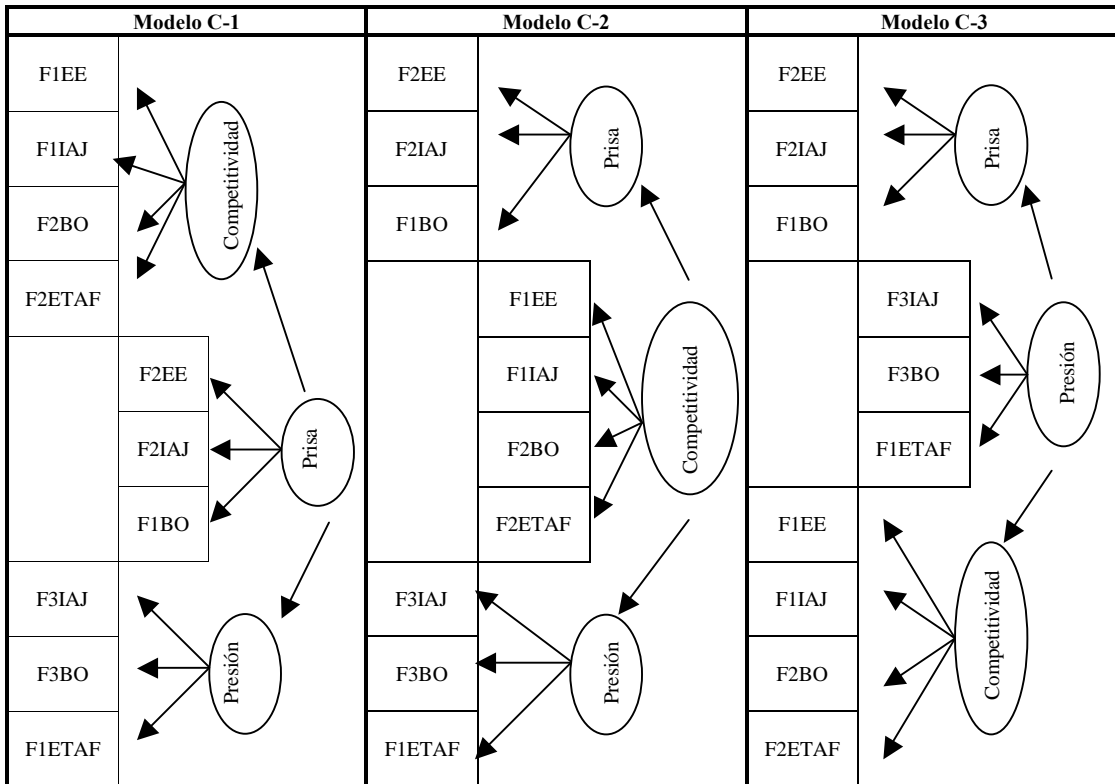 Modelo C-1
F1EE
F1IAJ
F2BO
F2ETAF
Competitividad
F2EE
F2IAJ
F1BO
Prisa
F3IAJ
F3BO
F1ETAF
Presión
Modelo C-2
F2EE
F2IAJ
F1BO
Prisa
F1EE
F1IAJ
F2BO
F2ETAF
Competitividad
F3IAJ
F3BO
F1ETAF
Presión
Modelo C-3
F2EE
F2IAJ
F1BO
Prisa
F3IAJ
F3BO
F1ETAF
Presión
F1EE
F1IAJ
F2BO
F2ETAF
Competitividad